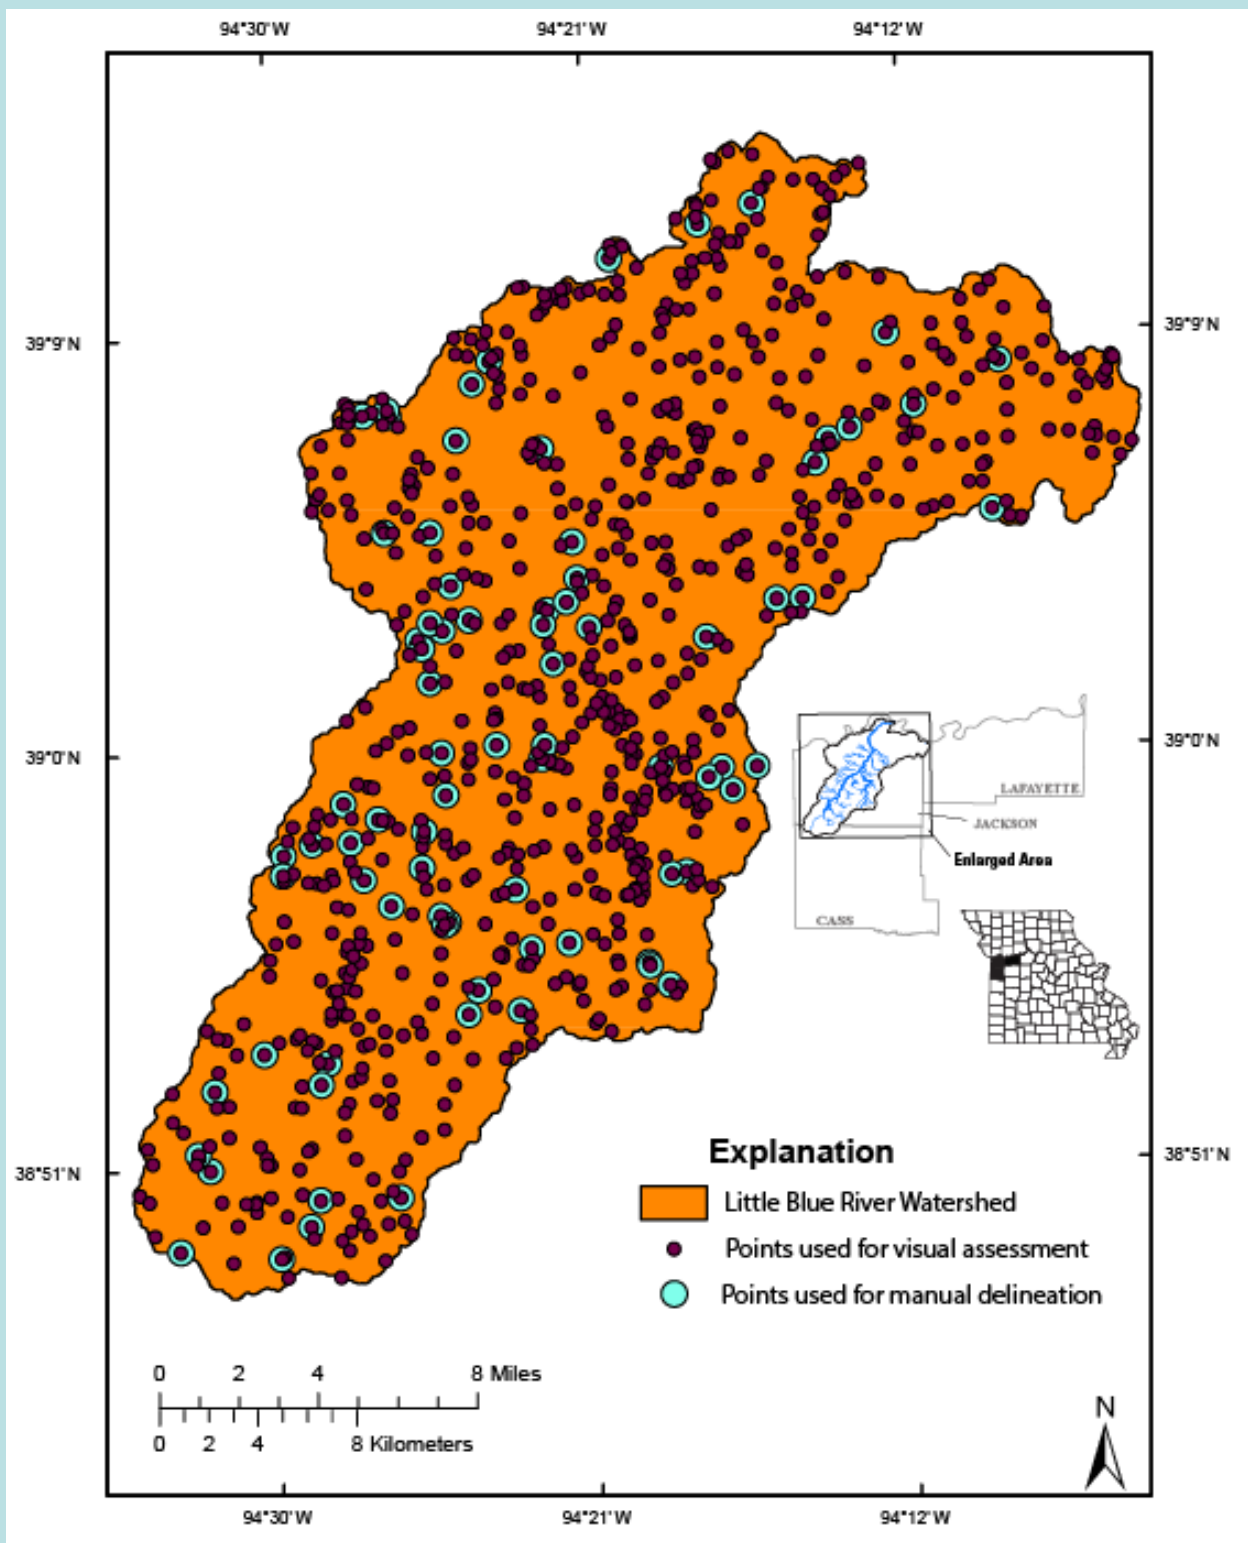 94°30'W 94°21'W 94°12'W
39°9'N 39°9'N
39°0'N 39°0'N
LAFAYETTE
JACKSON
Enlarged Area
CASS
38°51'N 38°51'N
Explanation
Little Blue River Watershed
Points used for visual assessment
Points used for manual delineation
0 2 4 8 Miles
0 2 4 8 Kilometers
N
94°30'W 94°21'W 94°12'W